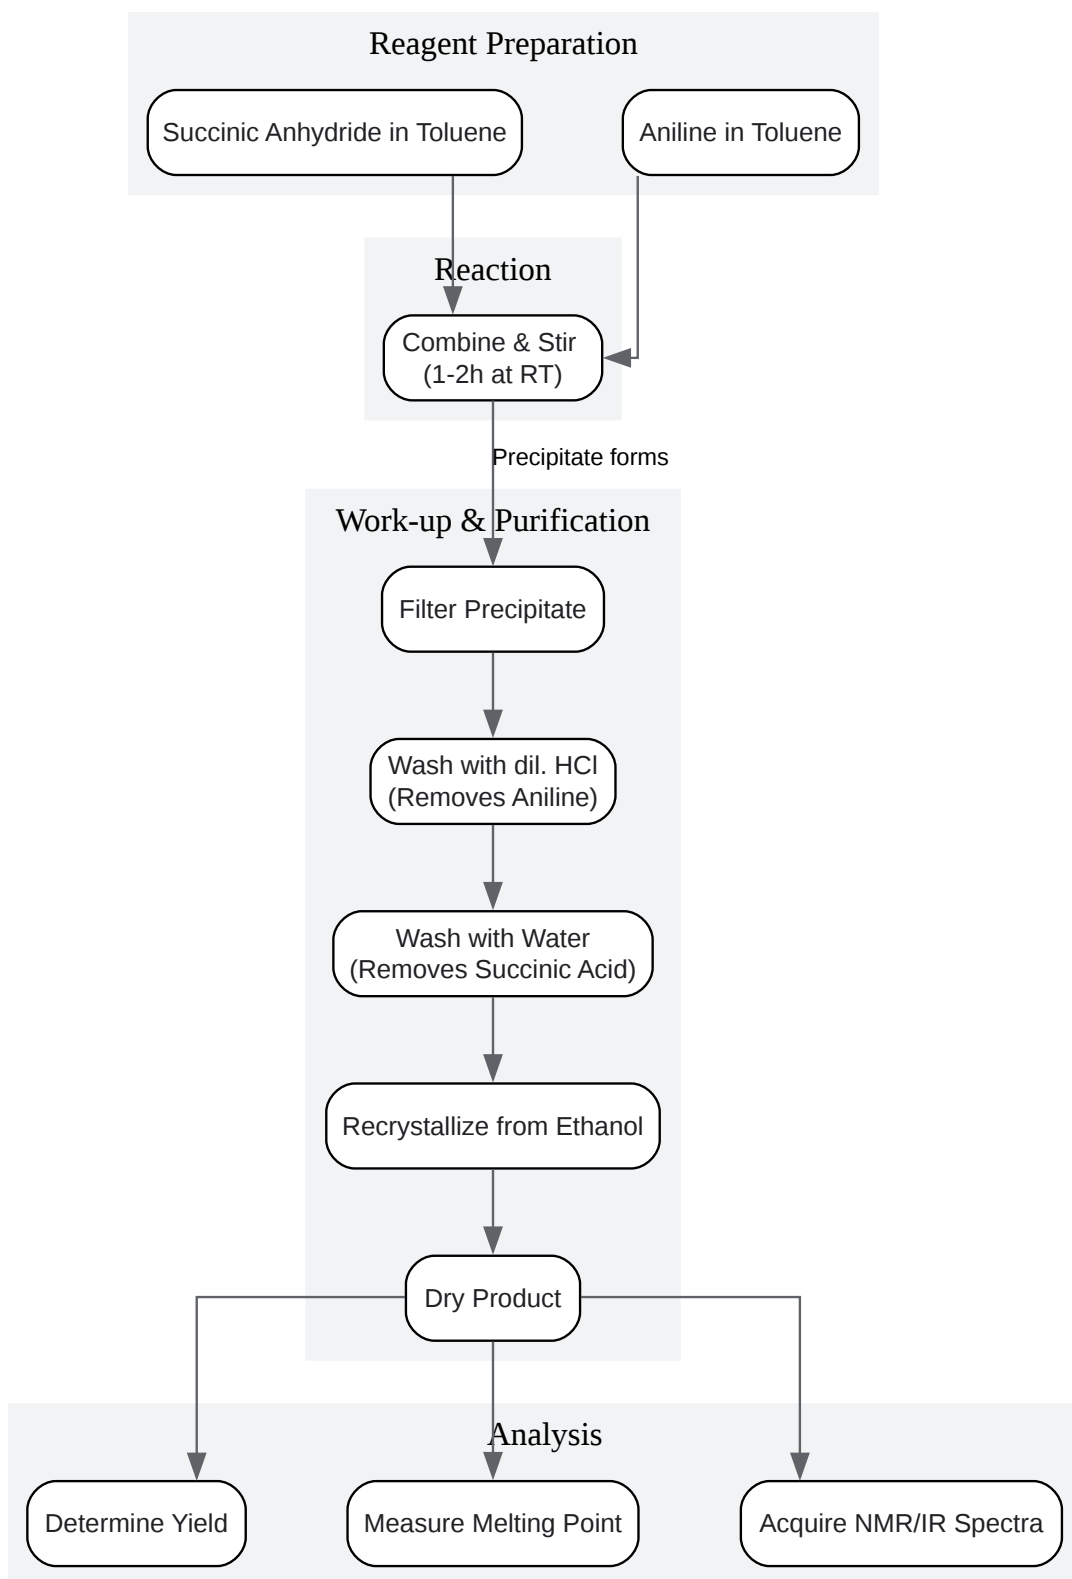 Reagent Preparation
Succinic Anhydride in Toluene
Aniline in Toluene
Reaction
Combine & Stir
(1-2h at RT)
Precipitate forms
Work-up & Purification
Filter Precipitate
Wash with dil. HCl
(Removes Aniline)
Wash with Water
(Removes Succinic Acid)
Recrystallize from Ethanol
Dry Product
Analysis
Determine Yield
Measure Melting Point
Acquire NMR/IR Spectra